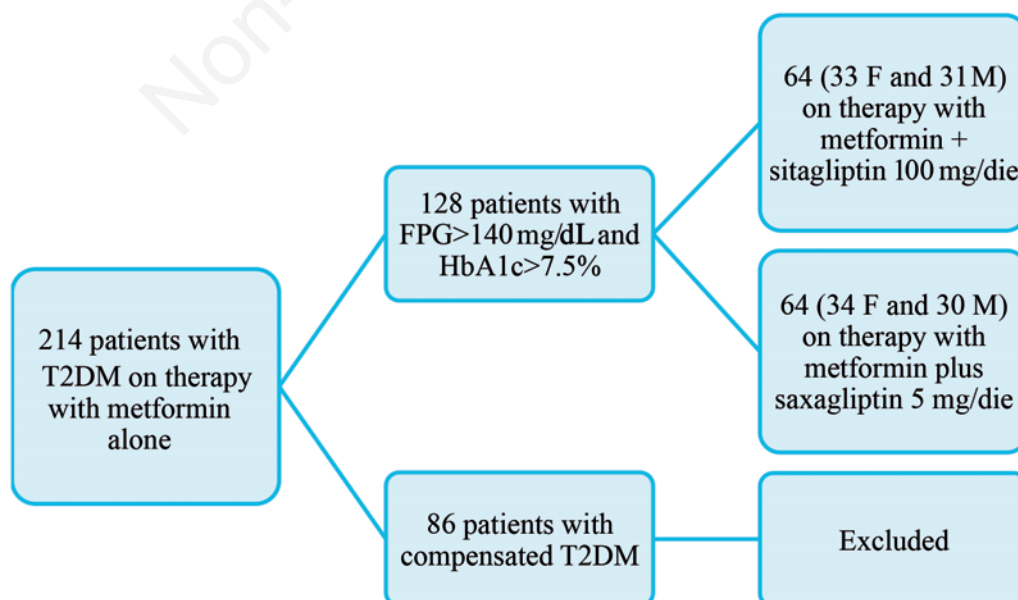 Non-
64 (33 F and 31 M)
on therapy with
metformin +
sitagliptin 100 mg/die
128 patients with
FPG>140 mg/dL and
HbA1c>7.5%
64 (34 F and 30 M)
on therapy with
metformin plus
saxagliptin 5 mg/die
214 patients with
T2DM on therapy
with metformin
alone
86 patients with
compensated T2DM
Excluded